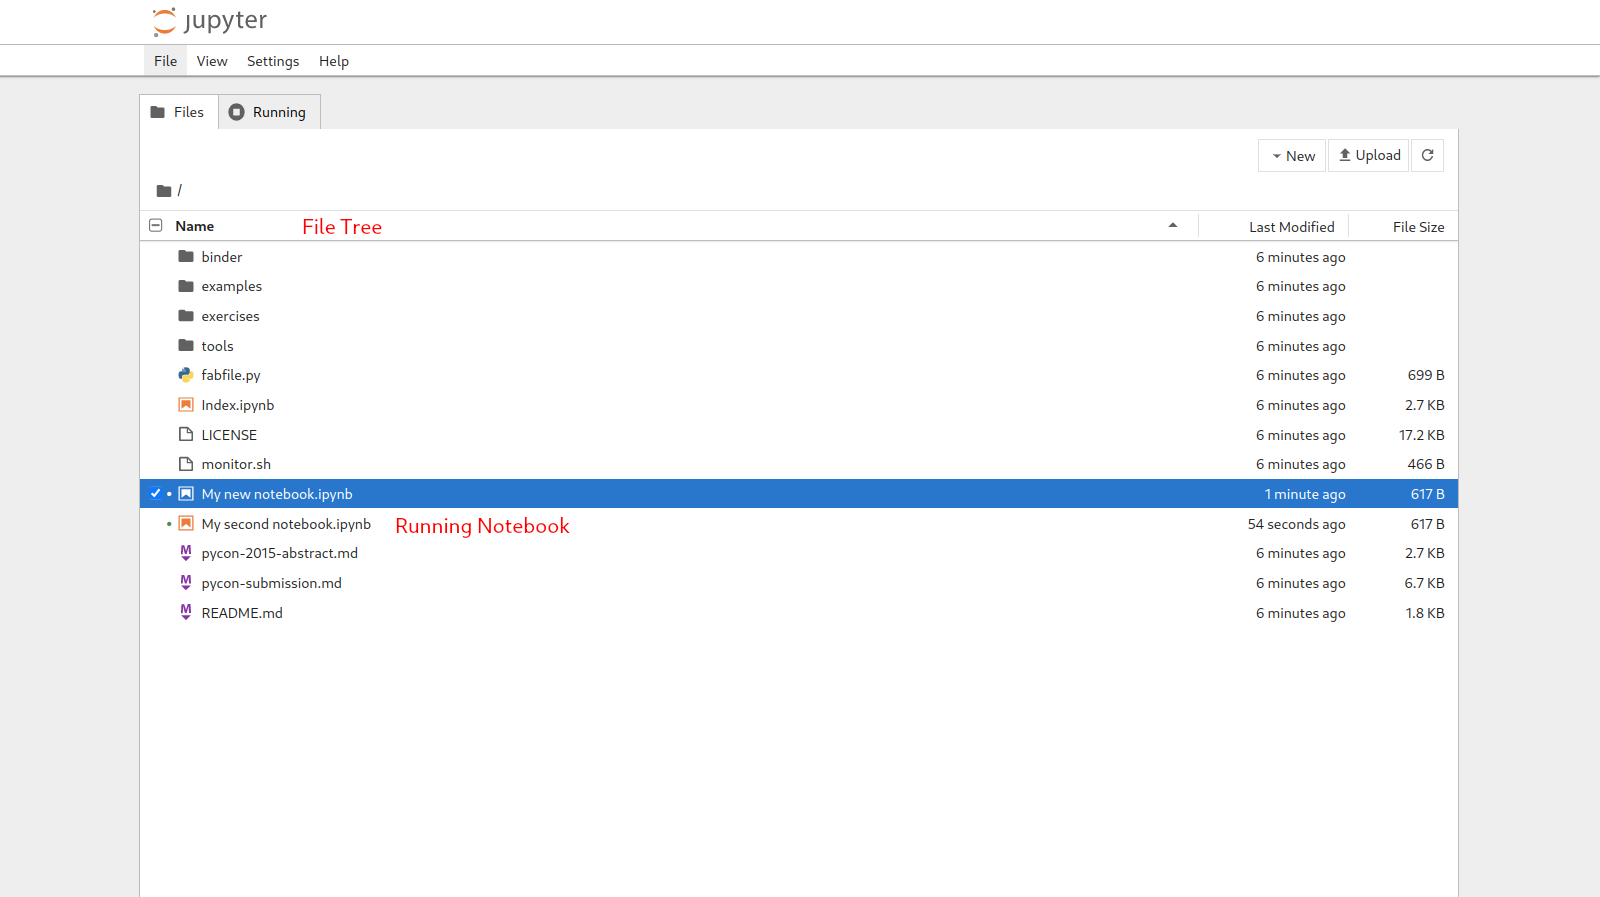 jupyter
File View Settings Help
Files Running
New Upload
/
Name File Tree Last Modified File Size
binder 6 minutes ago
examples 6 minutes ago
exercises 6 minutes ago
tools 6 minutes ago
fabfile.py 6 minutes ago 699 B
Index.ipynb 6 minutes ago 2.7 KB
LICENSE 6 minutes ago 17.2 KB
monitor.sh 6 minutes ago 466 B
My new notebook.ipynb 1 minute ago 617 B
My second notebook.ipynb Running Notebook 54 seconds ago 617 B
pycon-2015-abstract.md 6 minutes ago 2.7 KB
pycon-submission.md 6 minutes ago 6.7 KB
README.md 6 minutes ago 1.8 KB